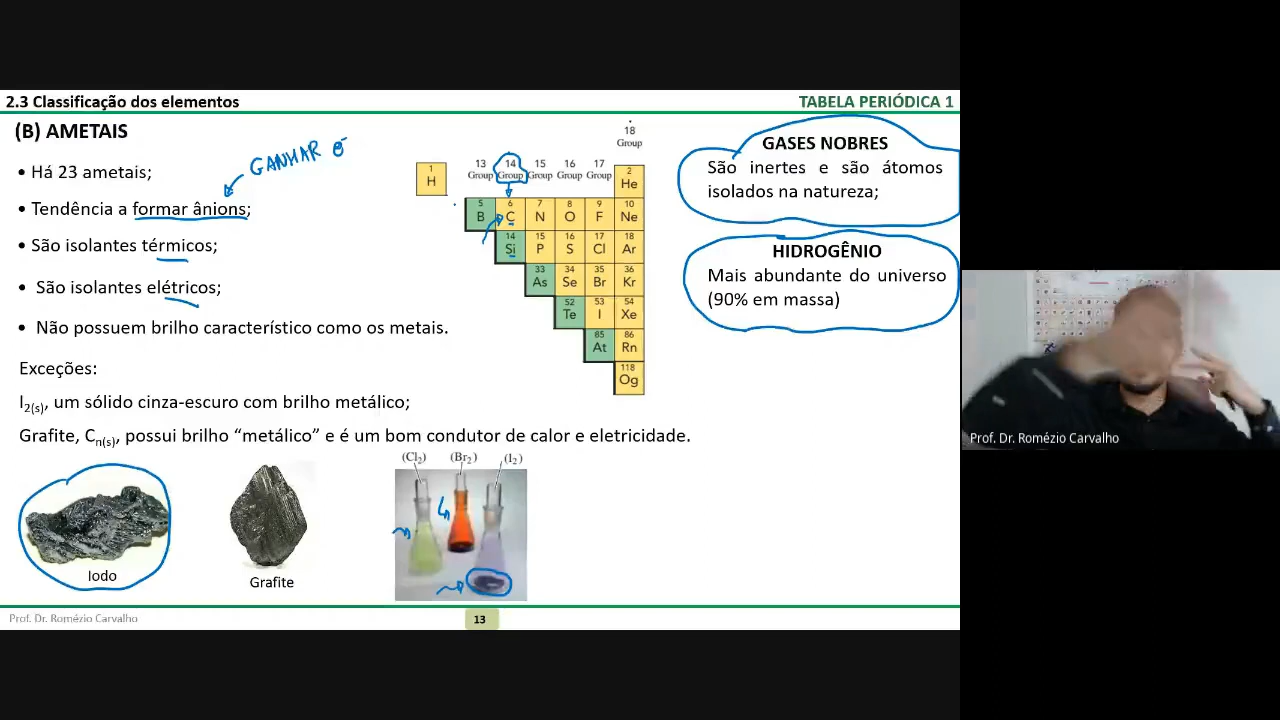 2.3 Classificação dos elementos
TABELA PERIÓDICA 1
(B) AMETAIS
GANHAR e⁻
• Há 23 ametais;
• Tendência a formar ânions;
• São isolantes térmicos;
• São isolantes elétricos;
• Não possuem brilho característico como os metais.
Exceções:
I2(s), um sólido cinza-escuro com brilho metálico;
Grafite, Cn(s), possui brilho “metálico” e é um bom condutor de calor e eletricidade.
18
Group
13 14 15 16 17
Group Group Group Group Group
1 2
H He
5 6 7 8 9 10
B C N O F Ne
14 15 16 17 18
Si P S Cl Ar
33 34 35 36
As Se Br Kr
52 53 54
Te I Xe
85 86
At Rn
118
Og
GASES NOBRES
São inertes e são átomos
isolados na natureza;
HIDROGÊNIO
Mais abundante do universo
(90% em massa)
(Cl2) (Br2) (I2)
Iodo
Grafite
Prof. Dr. Romézio Carvalho
13
Prof. Dr. Romézio Carvalho